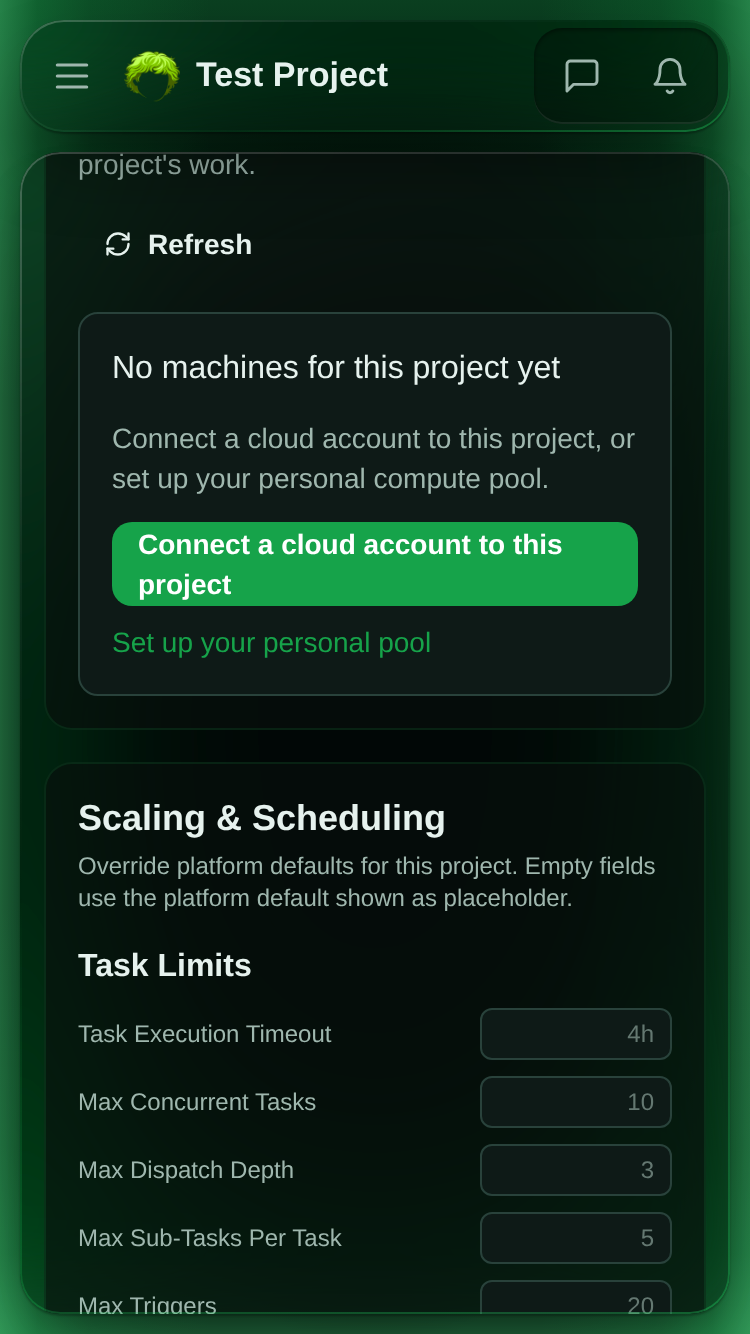 Test Project
project's work.
Refresh
No machines for this project yet
Connect a cloud account to this project, or
set up your personal compute pool.
Connect a cloud account to this
project
Set up your personal pool
Scaling & Scheduling
Override platform defaults for this project. Empty fields
use the platform default shown as placeholder.
Task Limits
Task Execution Timeout 4h
Max Concurrent Tasks 10
Max Dispatch Depth 3
Max Sub-Tasks Per Task 5
Max Triggers 20